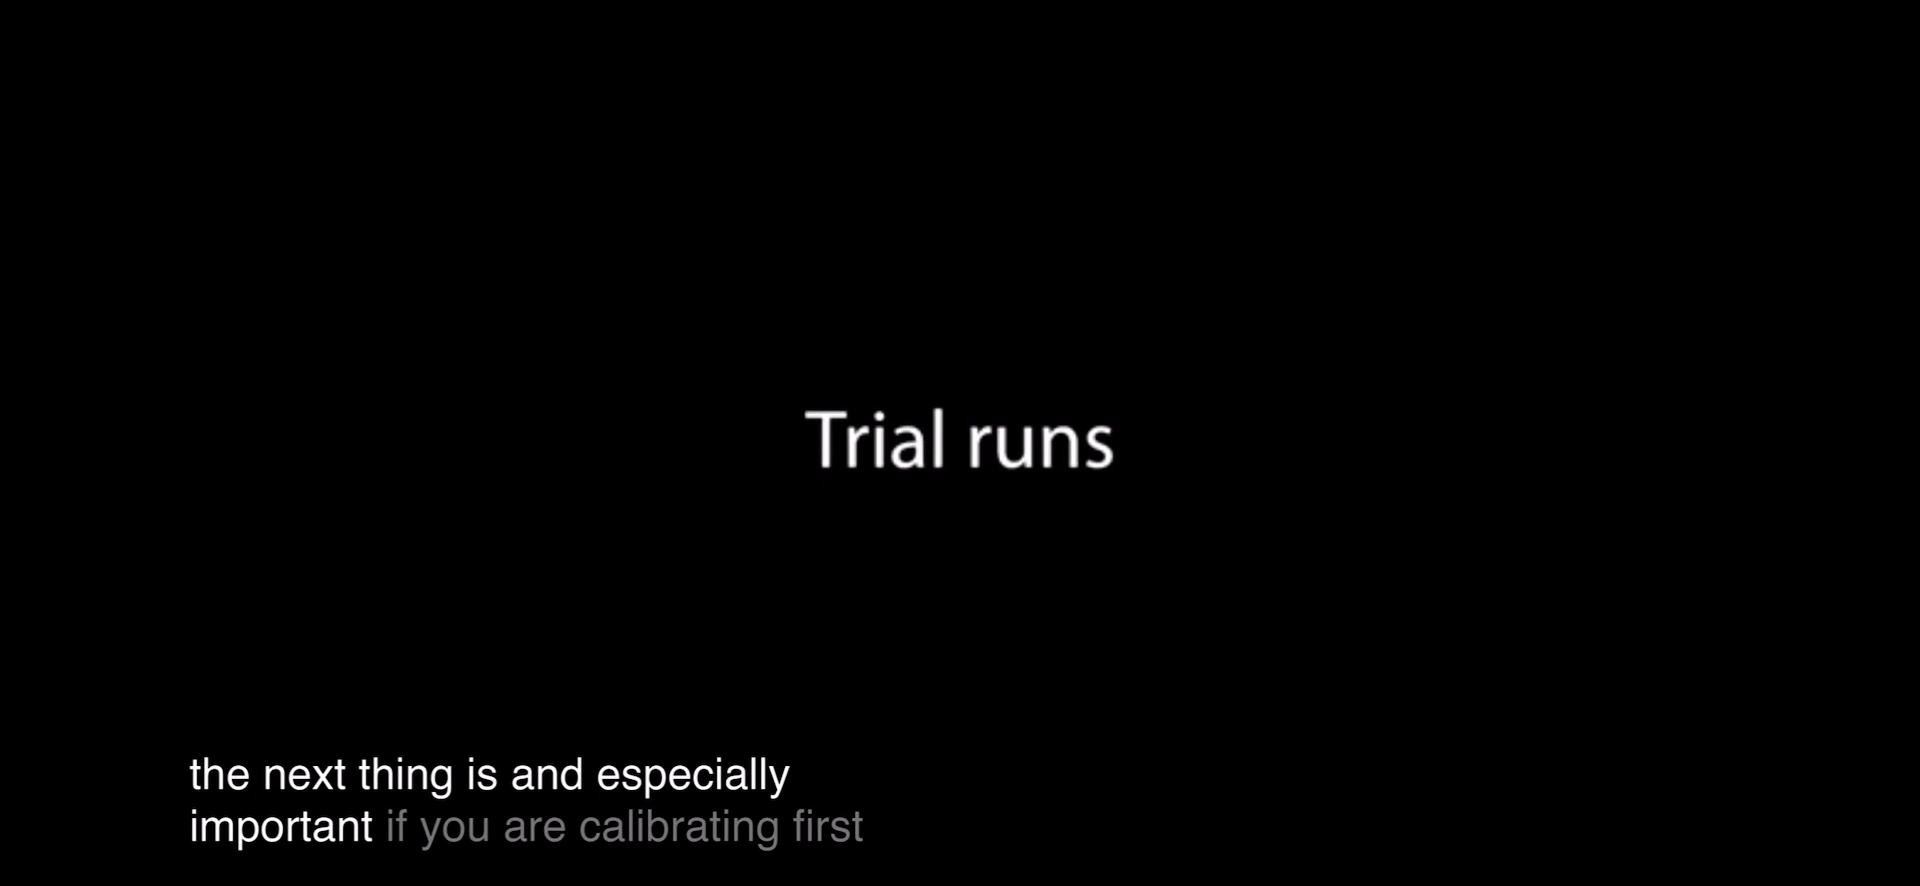 Trial runs
the next thing is and especially
important if you are calibrating first